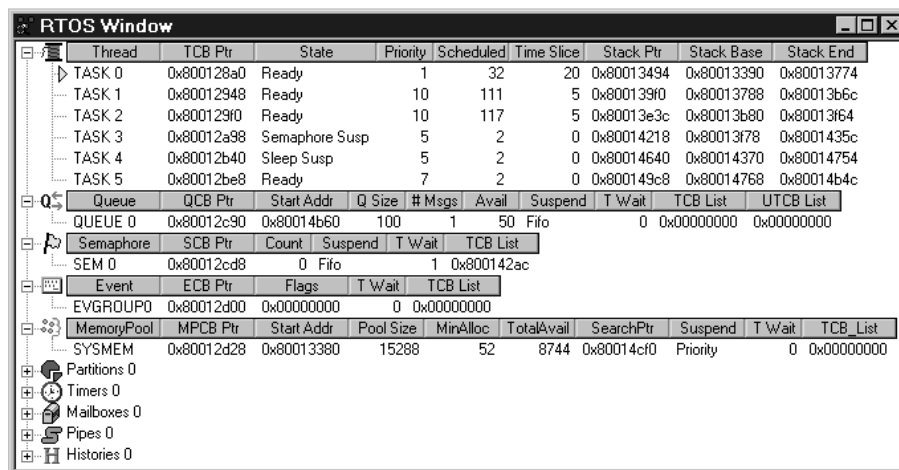 RTOS Window
Thread TCB Ptr State Priority Scheduled Time Slice Stack Ptr Stack Base Stack End
TASK 0 0x800128a0 Ready 1 32 20 0x80013494 0x80013390 0x80013774
TASK 1 0x80012948 Ready 10 111 5 0x800139f0 0x80013788 0x80013b6c
TASK 2 0x800129f0 Ready 10 117 5 0x80013e3c 0x80013b80 0x80013f64
TASK 3 0x80012a98 Semaphore Susp 5 2 0 0x80014218 0x80013f78 0x8001435c
TASK 4 0x80012b40 Sleep Susp 5 2 0 0x80014640 0x80014370 0x80014754
TASK 5 0x80012be8 Ready 7 2 0 0x800149c8 0x80014768 0x80014b4c
Queue QCB Ptr Start Addr Q Size # Msgs Avail Suspend T Wait TCB List UTCB List
QUEUE 0 0x80012c90 0x80014b60 100 1 50 Fifo 0 0x00000000 0x00000000
Semaphore SCB Ptr Count Suspend T Wait TCB List
SEM 0 0x80012cd8 0 Fifo 1 0x800142ac
Event ECB Ptr Flags T Wait TCB List
EVGROUP0 0x80012d00 0x00000000 0 0x00000000
MemoryPool MPCB Ptr Start Addr Pool Size MinAlloc TotalAvail SearchPtr Suspend T Wait TCB_List
SYSMEM 0x80012d28 0x80013380 15288 52 8744 0x80014cf0 Priority 0 0x00000000
Partitions 0
Timers 0
Mailboxes 0
Pipes 0
Histories 0